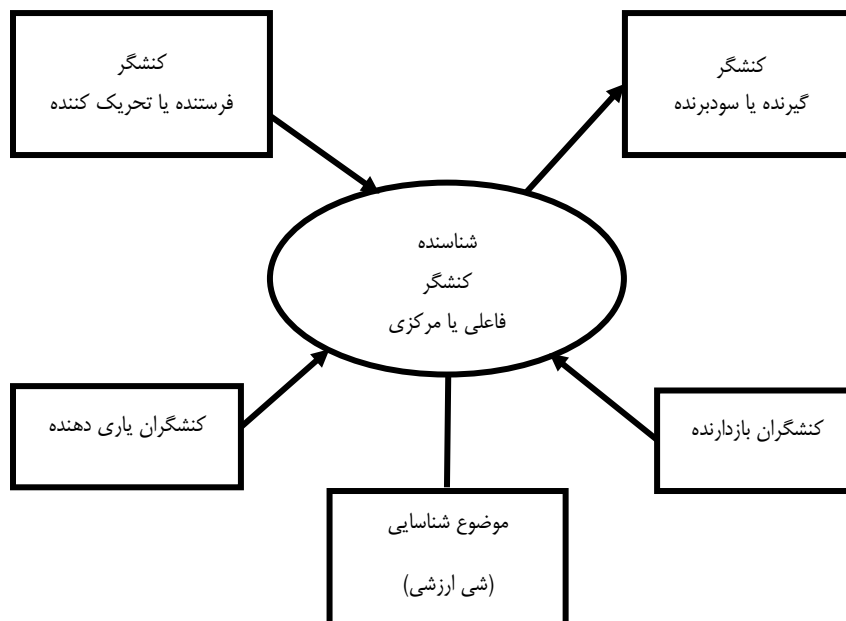 کنشگر
گیرنده یا سودبرنده
کنشگر
فرستنده یا تحریک کننده
شناسنده
کنشگر
فاعلی یا مرکزی
کنشگران بازدارنده
کنشگران یاری دهنده
موضوع شناسایی
(شی ارزشی)